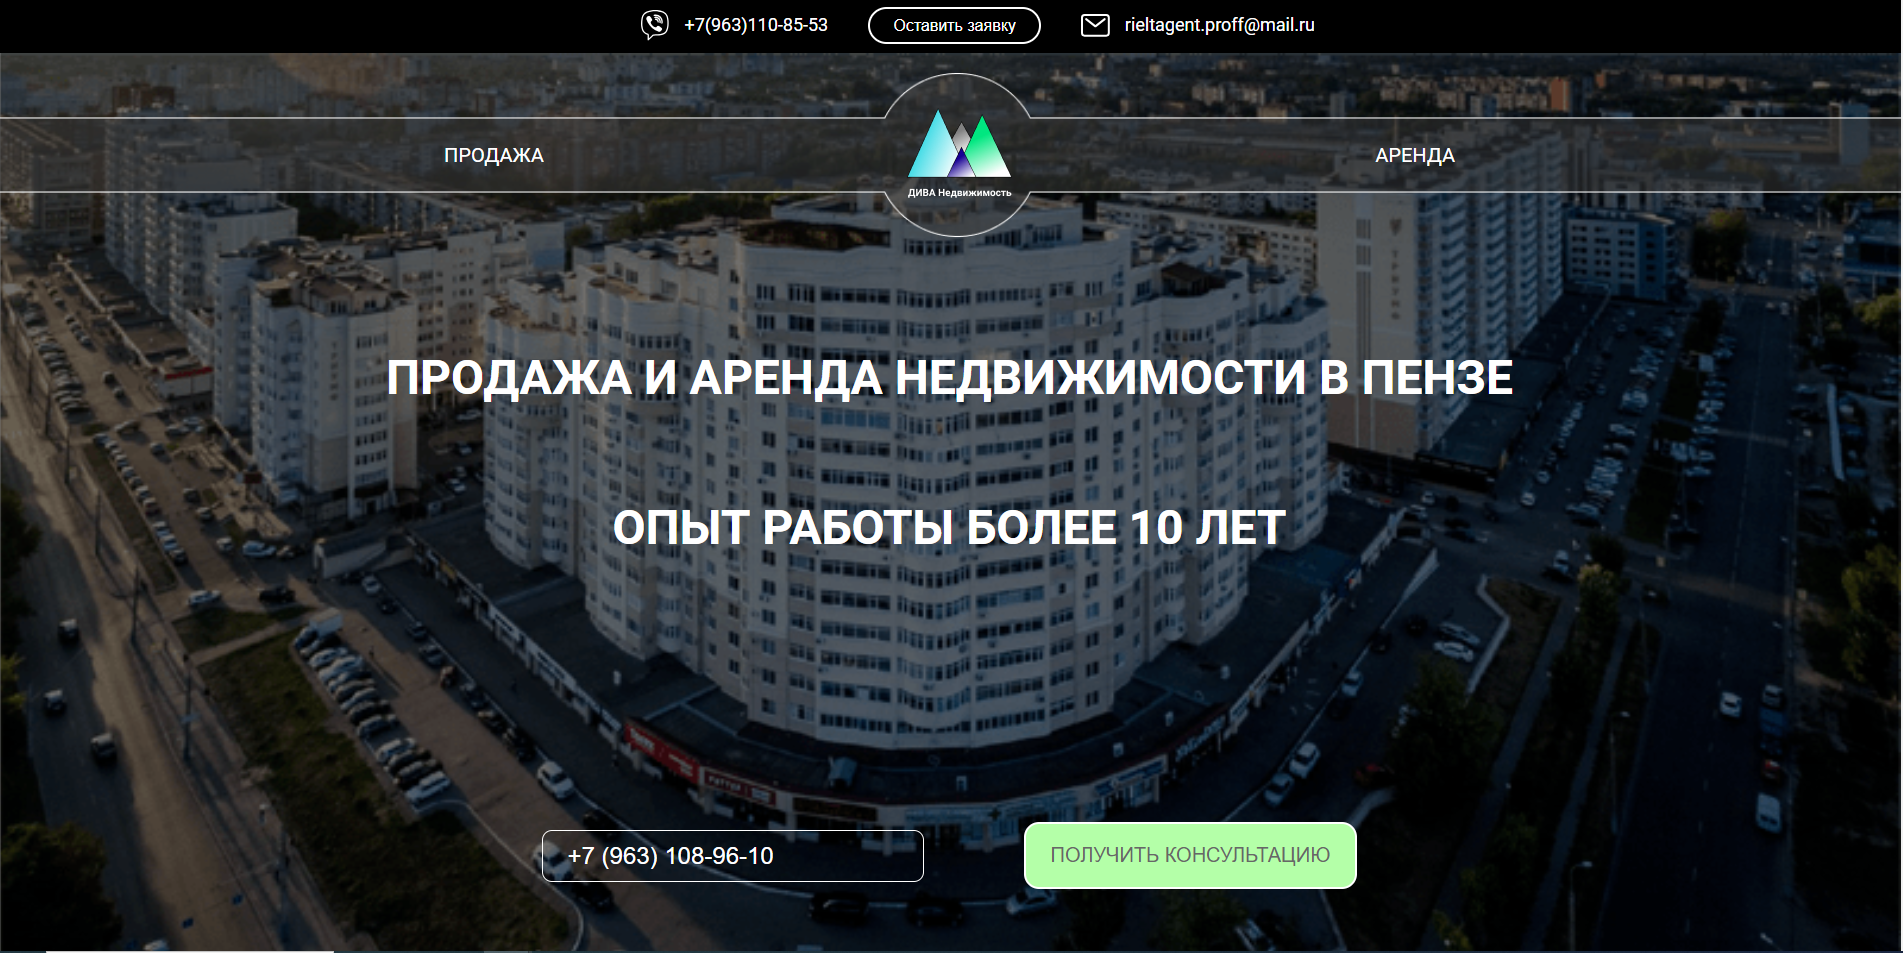 +7(963)110-85-53
Оставить заявку
rieltagent.proff@mail.ru
ПРОДАЖА
АРЕНДА
ДИВА Недвижимость
ПРОДАЖА И АРЕНДА НЕДВИЖИМОСТИ В ПЕНЗЕ
ОПЫТ РАБОТЫ БОЛЕЕ 10 ЛЕТ
+7 (963) 108-96-10
ПОЛУЧИТЬ КОНСУЛЬТАЦИЮ